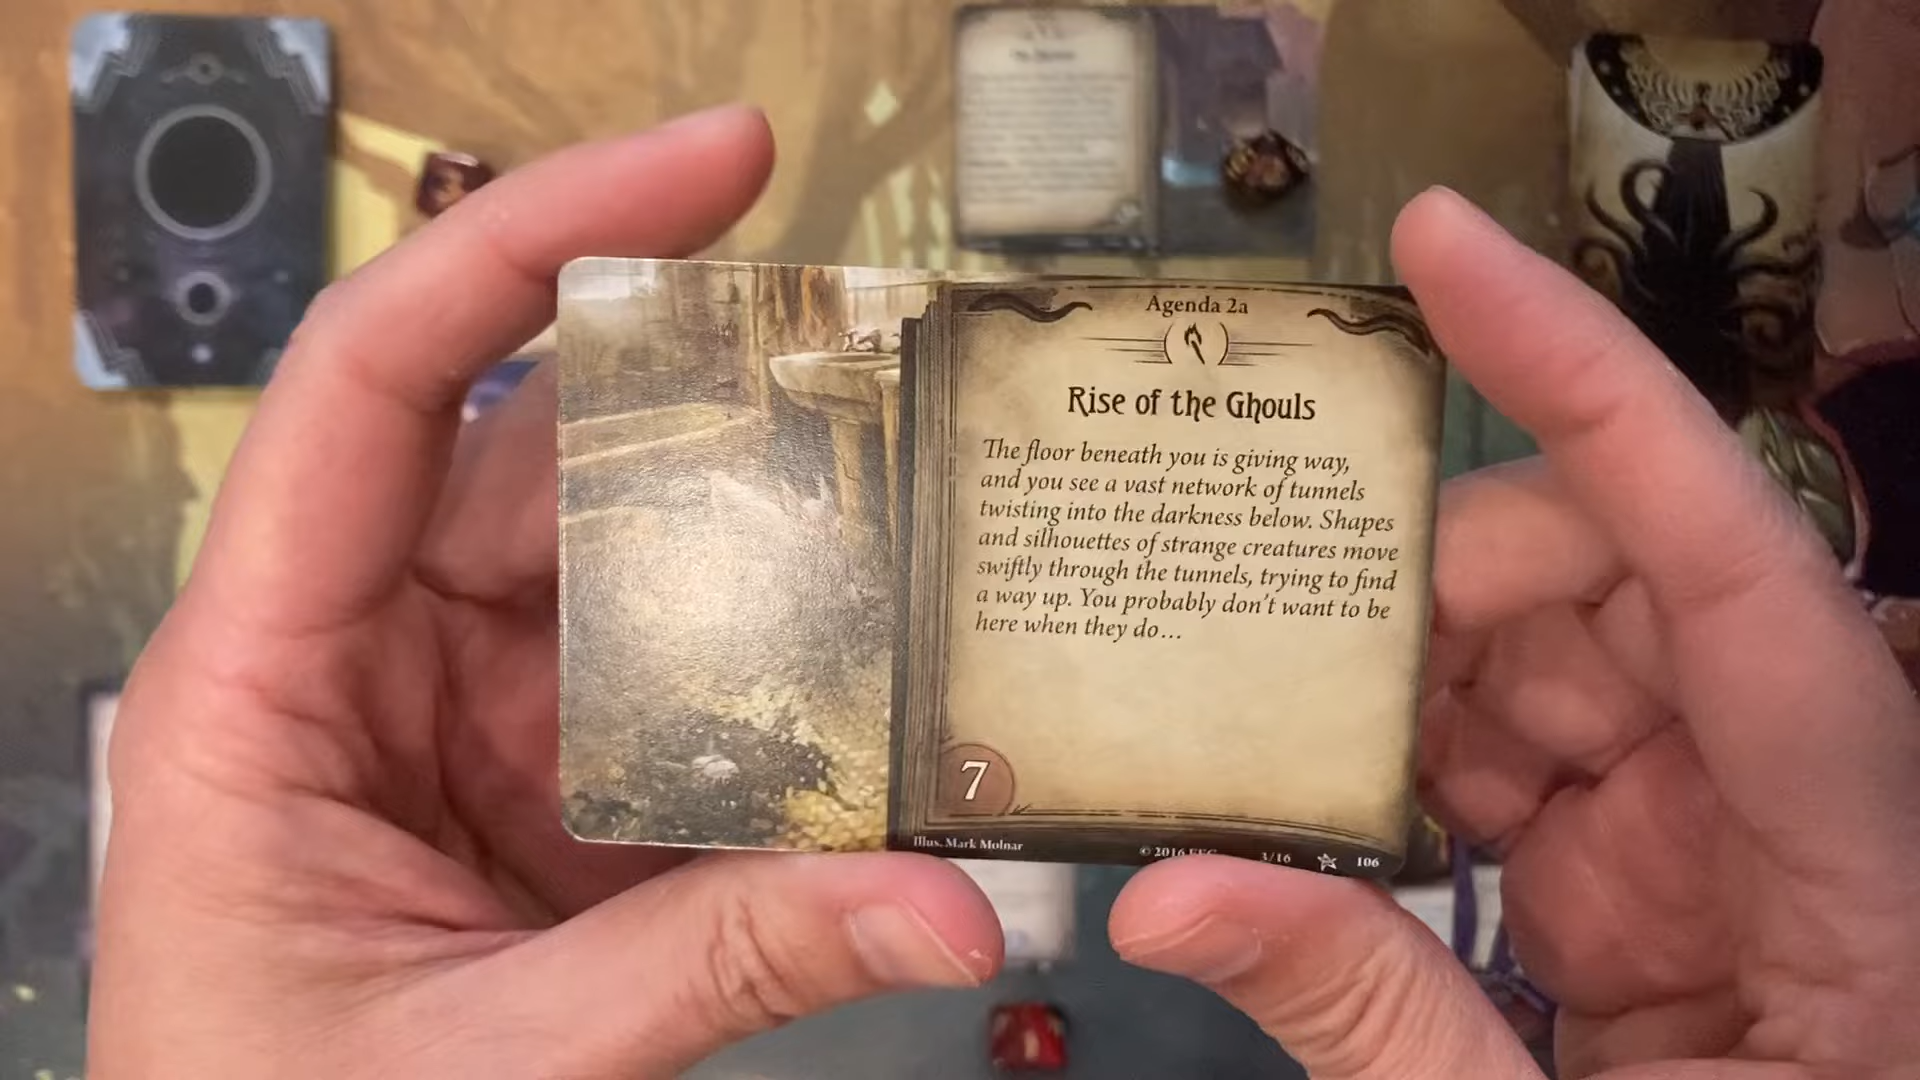 Agenda 2a
Rise of the Ghouls
The floor beneath you is giving way,
and you see a vast network of tunnels
twisting into the darkness below. Shapes
and silhouettes of strange creatures move
swiftly through the tunnels, trying to find
a way up. You probably don't want to be
here when they do…
7
Illus. Mark Molnar
© 2016 FFG
3/16
106